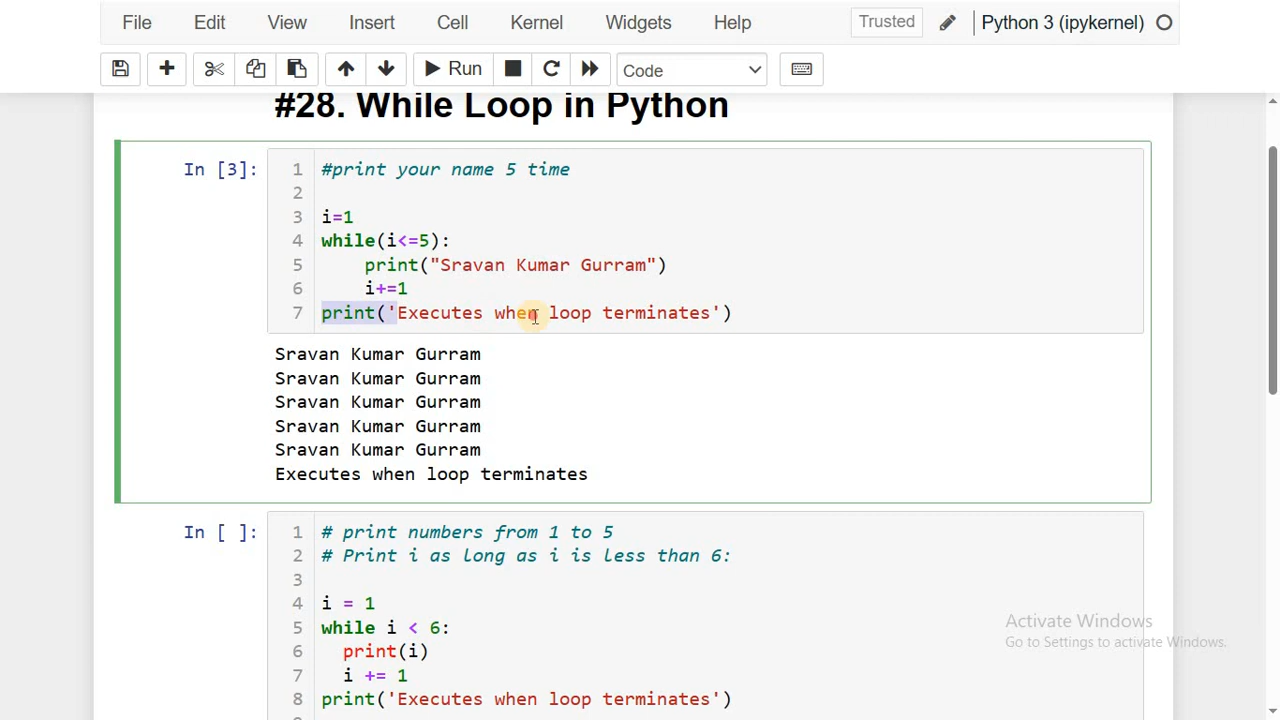 File Edit View Insert Cell Kernel Widgets Help Trusted Python 3 (ipykernel)
Run Code
#28. While Loop in Python
In [3]: 1 #print your name 5 time
2
3 i=1
4 while(i<=5):
5 print("Sravan Kumar Gurram")
6 i+=1
7 print('Executes when loop terminates')
Sravan Kumar Gurram
Sravan Kumar Gurram
Sravan Kumar Gurram
Sravan Kumar Gurram
Sravan Kumar Gurram
Executes when loop terminates
In [ ]: 1 # print numbers from 1 to 5
2 # Print i as long as i is less than 6:
3
4 i = 1
5 while i < 6:
6 print(i)
7 i += 1
8 print('Executes when loop terminates')
Activate Windows
Go to Settings to activate Windows.